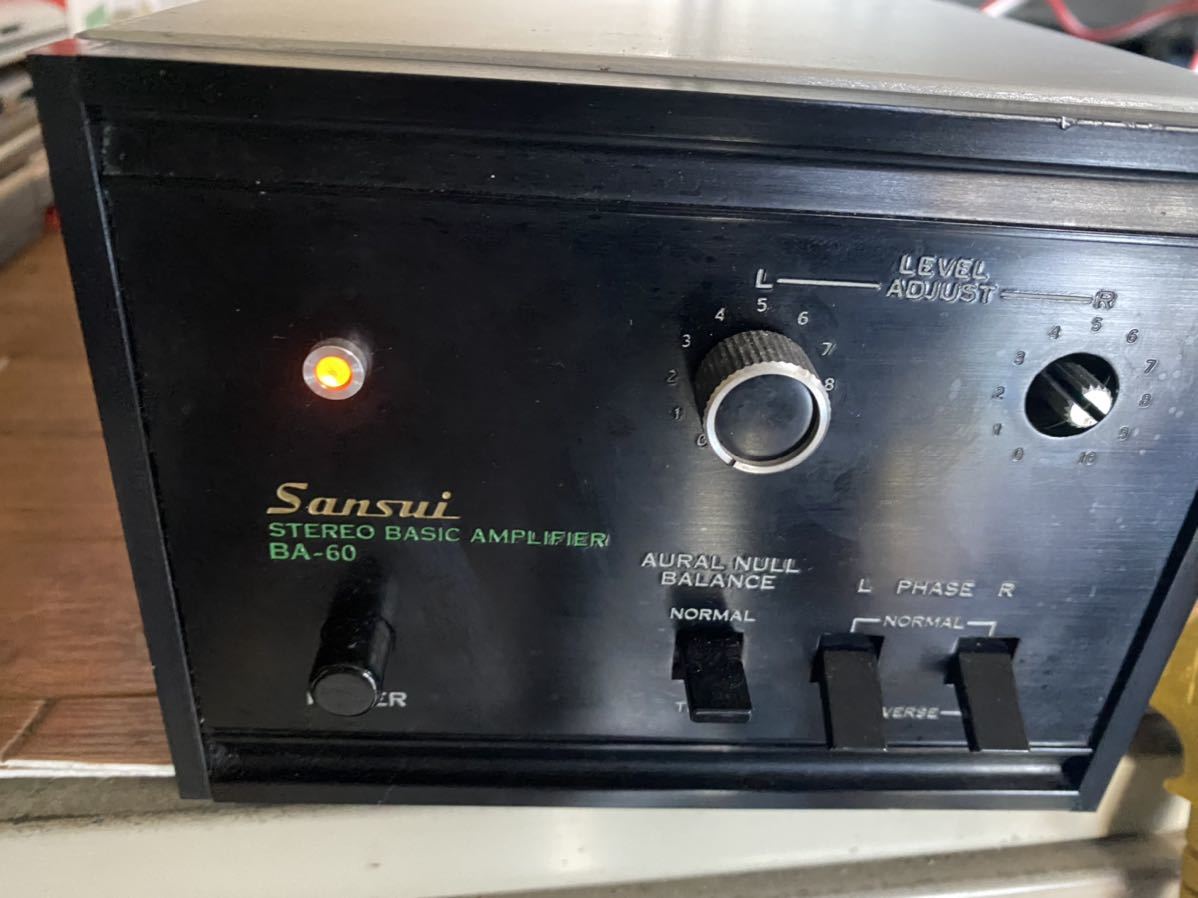 L LEVEL ADJUST R
0 1 2 3 4 5 6 7 8
0 1 2 3 4 5 6 7 8 9 10
Sansui
STEREO BASIC AMPLIFIER
BA-60
AURAL NULL
BALANCE
NORMAL
L PHASE R
NORMAL